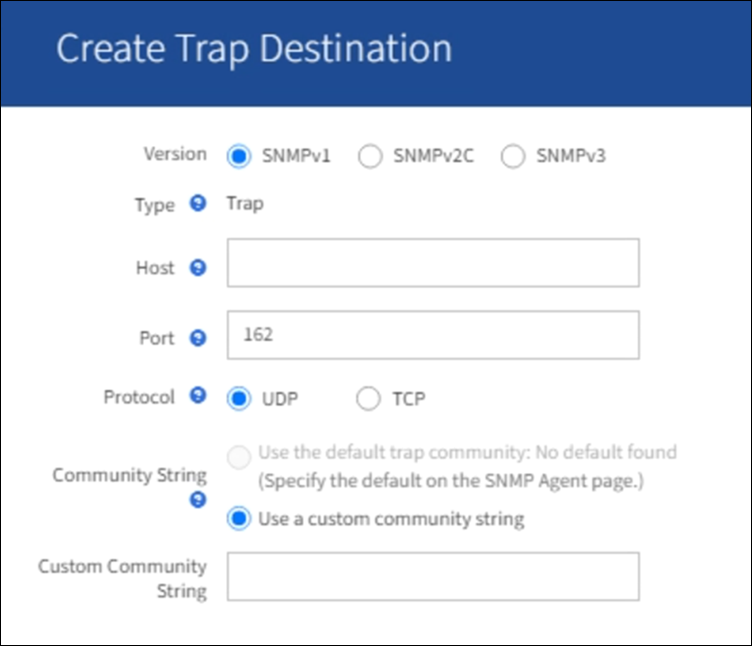 Create Trap Destination
Version SNMPv1 SNMPv2C SNMPv3
Type ? Trap
Host ?
Port ? 162
Protocol ? UDP TCP
Use the default trap community: No default found
Community String (Specify the default on the SNMP Agent page.)
?
Use a custom community string
Custom Community
String